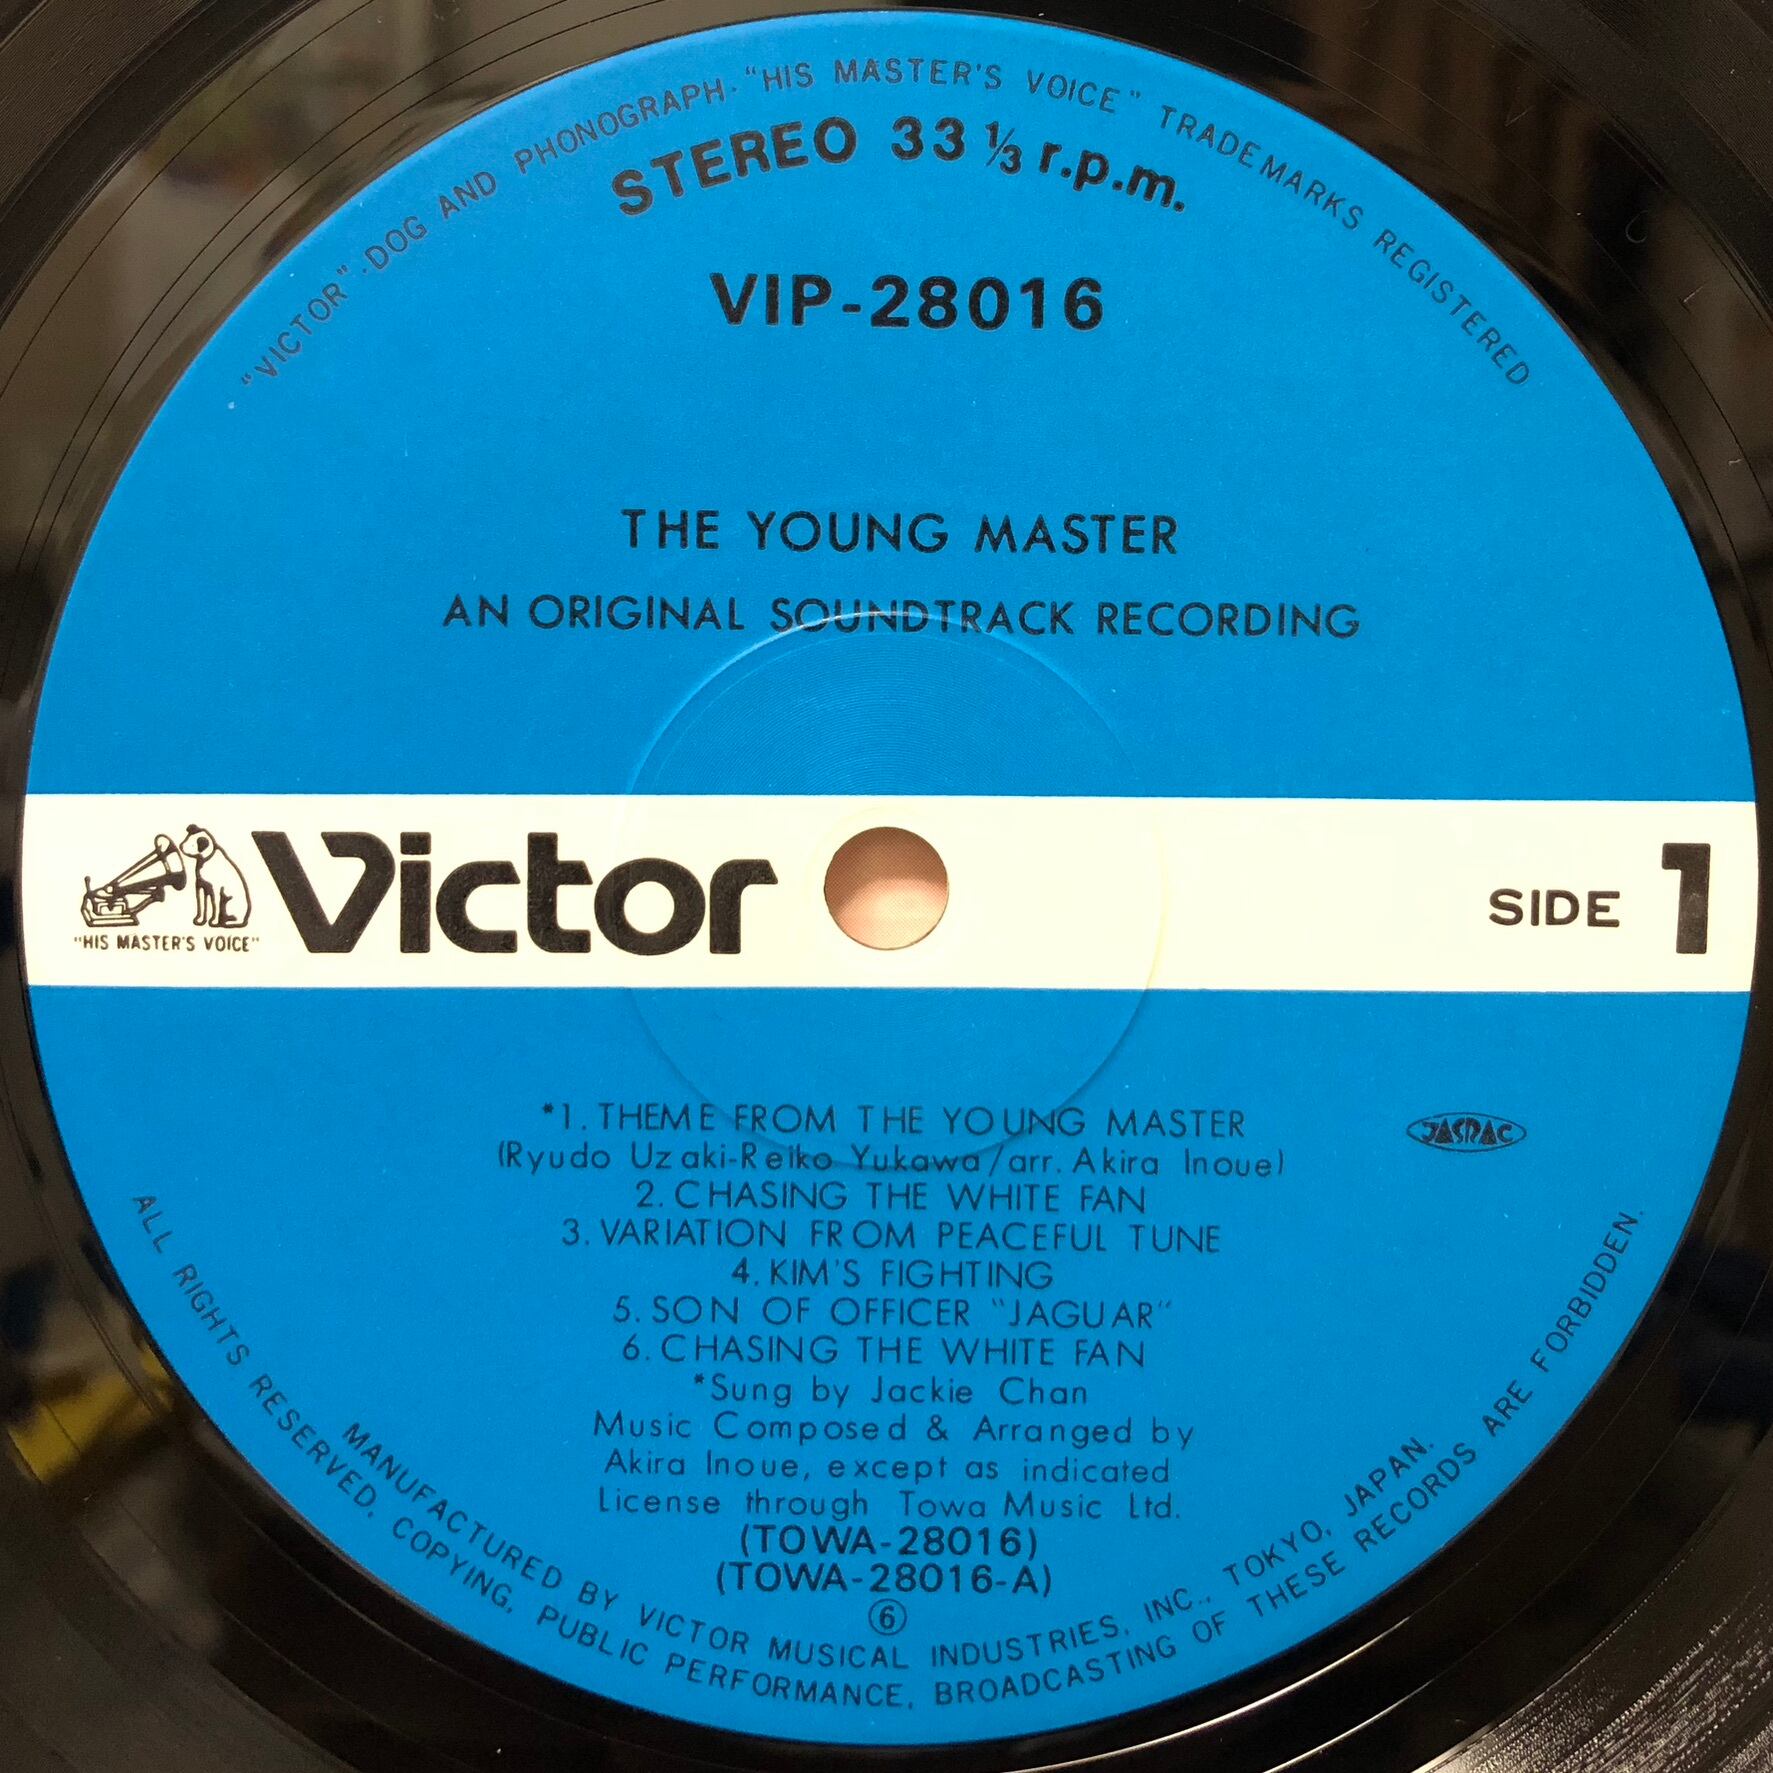 "VICTOR"·DOG AND PHONOGRAPH·"HIS MASTER'S VOICE" TRADEMARKS REGISTERED
STEREO 33 ⅓ r.p.m.
VIP-28016
THE YOUNG MASTER
AN ORIGINAL SOUNDTRACK RECORDING
"HIS MASTER'S VOICE"
Victor
SIDE 1
*1. THEME FROM THE YOUNG MASTER
JASRAC
(Ryudo Uzaki-Reiko Yukawa/arr. Akira Inoue)
2. CHASING THE WHITE FAN
3. VARIATION FROM PEACEFUL TUNE
4. KIM'S FIGHTING
5. SON OF OFFICER "JAGUAR"
6. CHASING THE WHITE FAN
*Sung by Jackie Chan
Music Composed & Arranged by
Akira Inoue, except as indicated
License through Towa Music Ltd.
(TOWA-28016)
(TOWA-28016-A)
⑥
MANUFACTURED BY VICTOR MUSICAL INDUSTRIES, INC., TOKYO, JAPAN.
ALL RIGHTS RESERVED. COPYING, PUBLIC PERFORMANCE, BROADCASTING OF THESE RECORDS ARE FORBIDDEN.